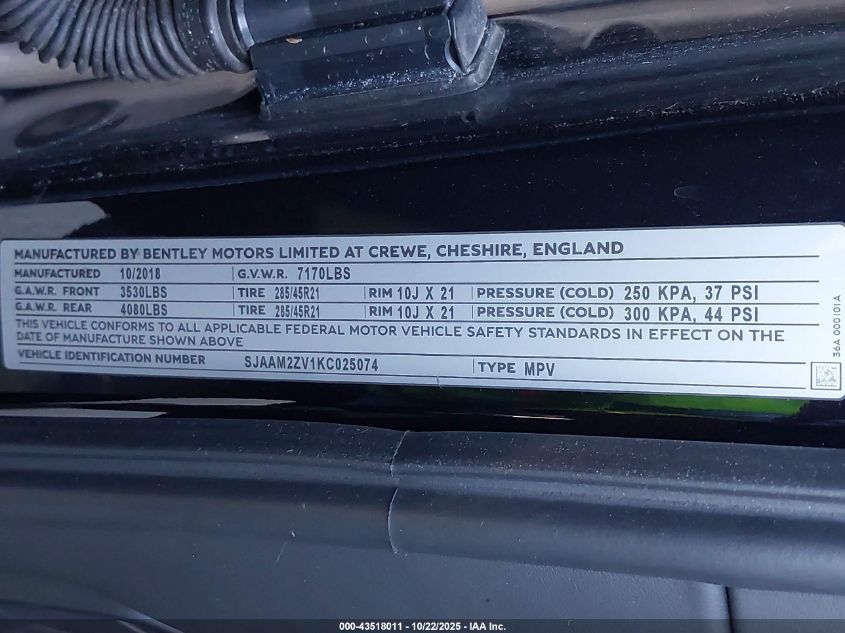 MANUFACTURED BY BENTLEY MOTORS LIMITED AT CREWE, CHESHIRE, ENGLAND
MANUFACTURED 10/2018 G.V.W.R. 7170LBS
G.A.W.R. FRONT 3530LBS TIRE 285/45R21 RIM 10J X 21 PRESSURE (COLD) 250 KPA, 37 PSI
G.A.W.R. REAR 4080LBS TIRE 285/45R21 RIM 10J X 21 PRESSURE (COLD) 300 KPA, 44 PSI
THIS VEHICLE CONFORMS TO ALL APPLICABLE FEDERAL MOTOR VEHICLE SAFETY STANDARDS IN EFFECT ON THE
DATE OF MANUFACTURE SHOWN ABOVE
VEHICLE IDENTIFICATION NUMBER SJAAM2ZV1KC025074 TYPE MPV
36A 000 101A
000-43518011 - 10/22/2025 - IAA Inc.